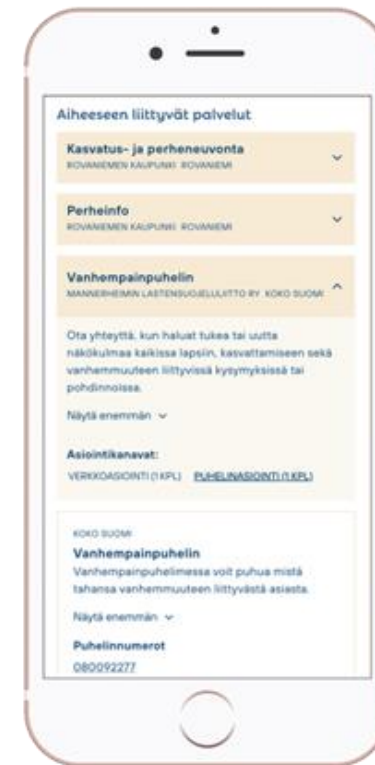 Aiheeseen liittyvät palvelut
Kasvatus- ja perheneuvonta
ROVANIEMEN KAUPUNKI ROVANIEMI
Perheinfo
ROVANIEMEN KAUPUNKI ROVANIEMI
Vanhempainpuhelin
MANNERHEIMIN LASTENSUOJELULIITTO RY KOKO SUOMI
Ota yhteyttä, kun haluat tukea tai uutta
näkökulmaa kaikissa lapsiin, kasvattamiseen sekä
vanhemmuuteen liittyvissä kysymyksissä tai
pohdinnoissa.
Näytä enemmän
Asiointikanavat:
VERKKOASIOINTI (1 KPL) PUHELINASIOINTI (1 KPL)
KOKO SUOMI
Vanhempainpuhelin
Vanhempainpuhelimessa voit puhua mistä
tahansa vanhemmuuteen liittyvästä asiasta.
Näytä enemmän
Puhelinnumerot
080092277